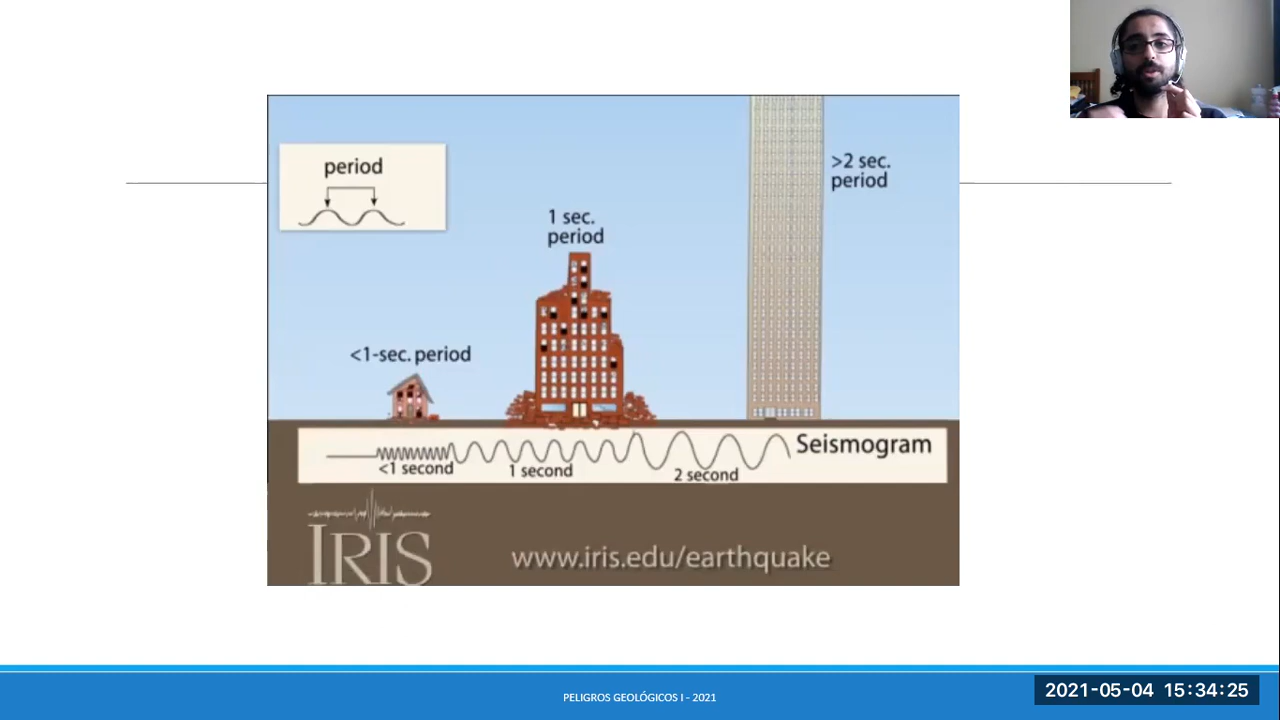 period
>2 sec.
period
1 sec.
period
<1-sec. period
Seismogram
<1 second
1 second
2 second
IRIS
www.iris.edu/earthquake
PELIGROS GEOLÓGICOS I - 2021
2021-05-04 15:34:25